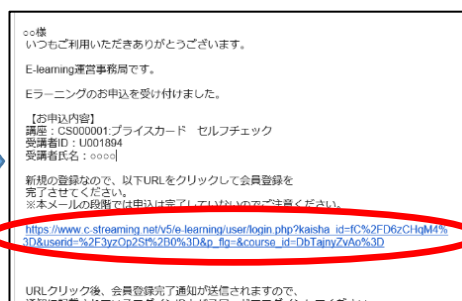 ○○様
いつもご利用いただきありがとうございます。
E-learning運営事務局です。
Eラーニングのお申込を受け付けました。
【お申込内容】
講座：CS000001:プライスカード　セルフチェック
受講者ID：U001894
受講者氏名：○○○○
新規の登録なので、以下URLをクリックして会員登録を
完了させてください。
※本メールの段階では申込は完了していないのでご注意ください。
https://www.c-streaming.net/v5/e-learning/user/login.php?kaisha_id=fC%2FD6zCHqM4%
3D&userid=%2F3yzOp2St%2B0%3D&p_flg=&course_id=DbTajnyZvAo%3D
URLクリック後、会員登録完了通知が送信されますので、